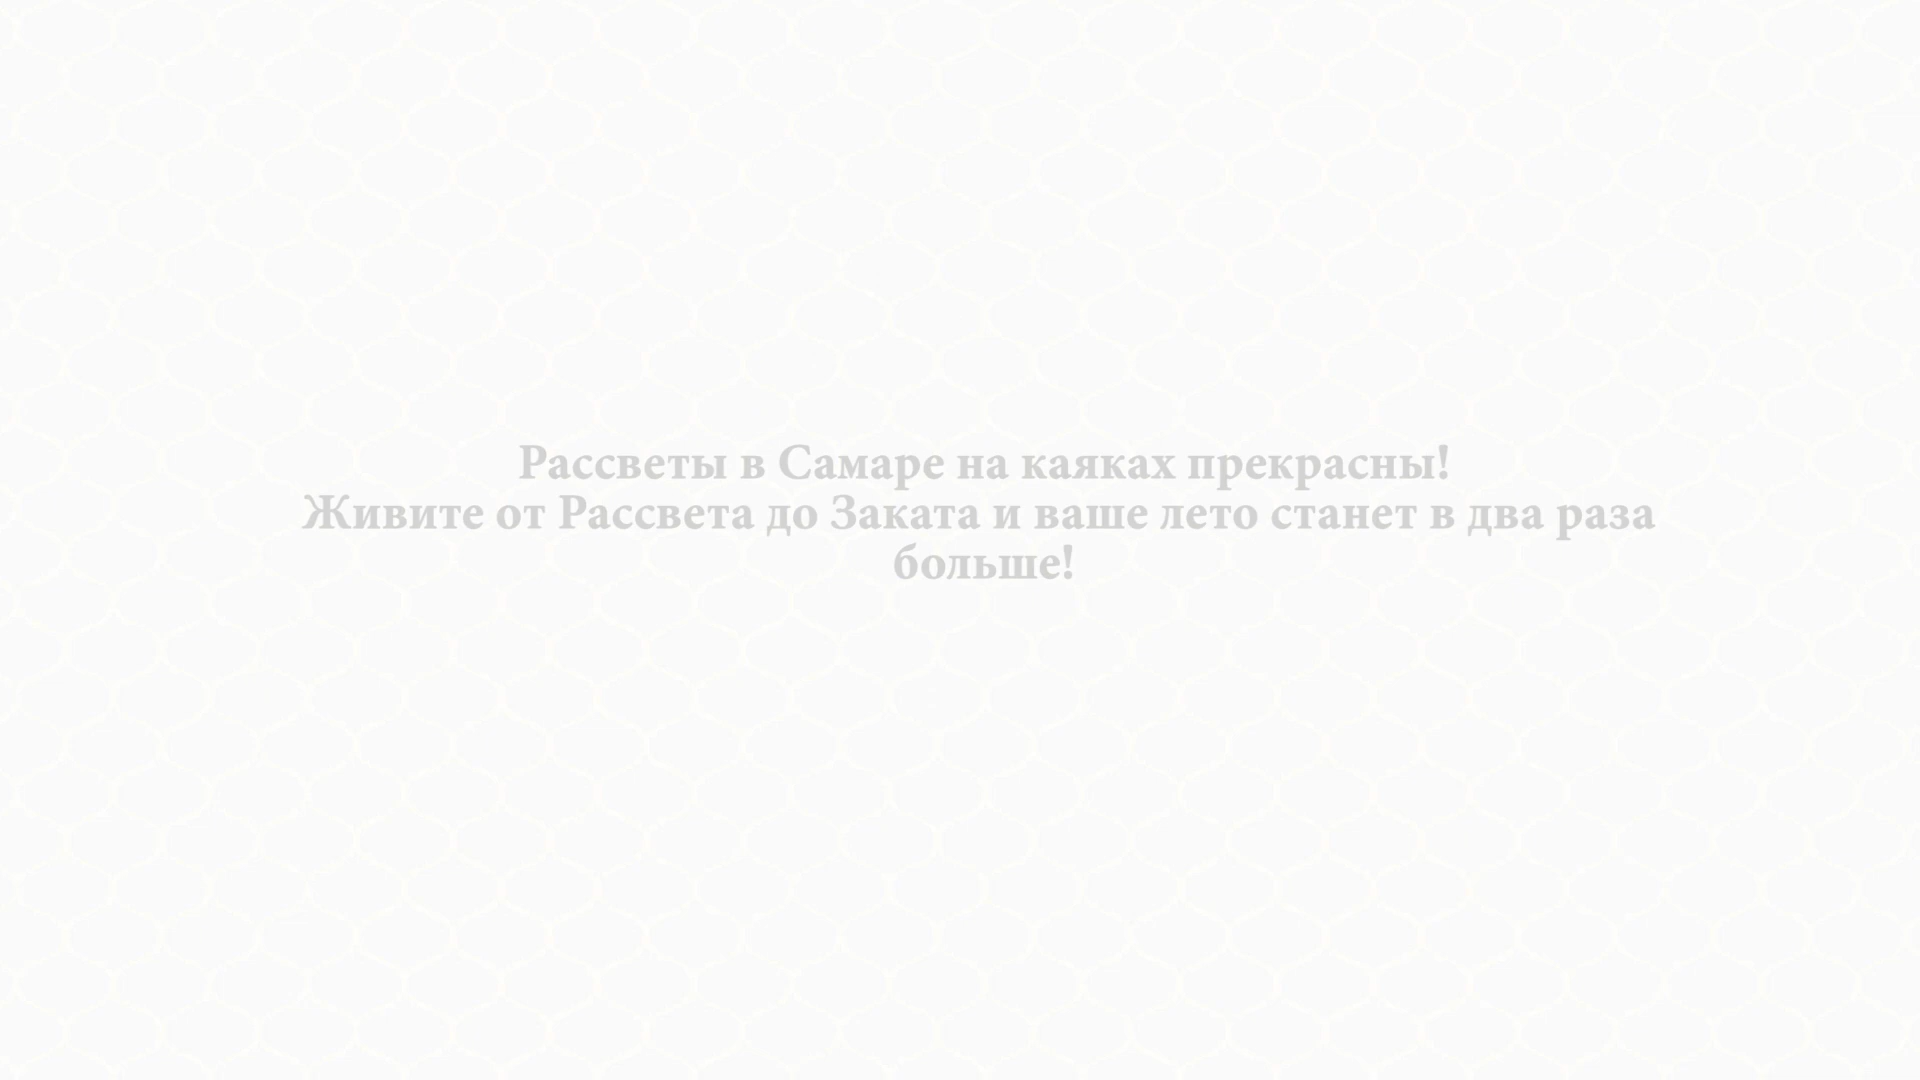 Рассветы в Самаре на каяках прекрасны!
Живите от Рассвета до Заката и ваше лето станет в два раза
больше!